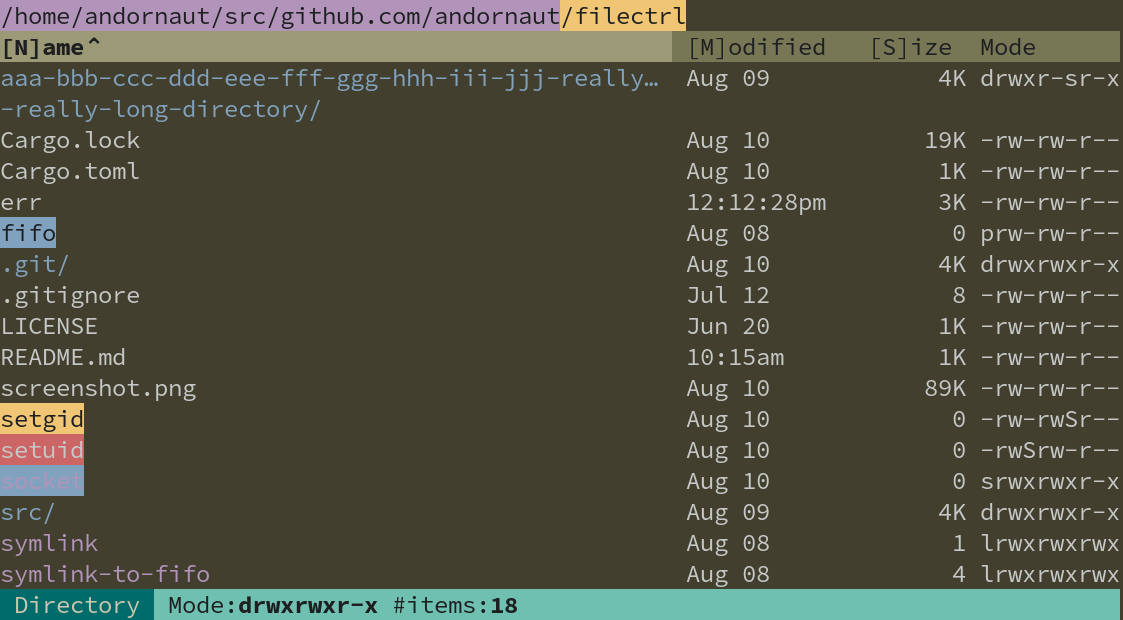 /home/andornaut/src/github.com/andornaut/filectrl
[N]ame^ [M]odified [S]ize Mode
aaa-bbb-ccc-ddd-eee-fff-ggg-hhh-iii-jjj-really… Aug 09 4K drwxr-sr-x
-really-long-directory/
Cargo.lock Aug 10 19K -rw-rw-r--
Cargo.toml Aug 10 1K -rw-rw-r--
err 12:12:28pm 3K -rw-rw-r--
fifo Aug 08 0 prw-rw-r--
.git/ Aug 10 4K drwxrwxr-x
.gitignore Jul 12 8 -rw-rw-r--
LICENSE Jun 20 1K -rw-rw-r--
README.md 10:15am 1K -rw-rw-r--
screenshot.png Aug 10 89K -rw-rw-r--
setgid Aug 10 0 -rw-rwSr--
setuid Aug 10 0 -rwSrw-r--
socket Aug 10 0 srwxrwxr-x
src/ Aug 09 4K drwxrwxr-x
symlink Aug 08 1 lrwxrwxrwx
symlink-to-fifo Aug 08 4 lrwxrwxrwx
Directory Mode:drwxrwxr-x #items:18